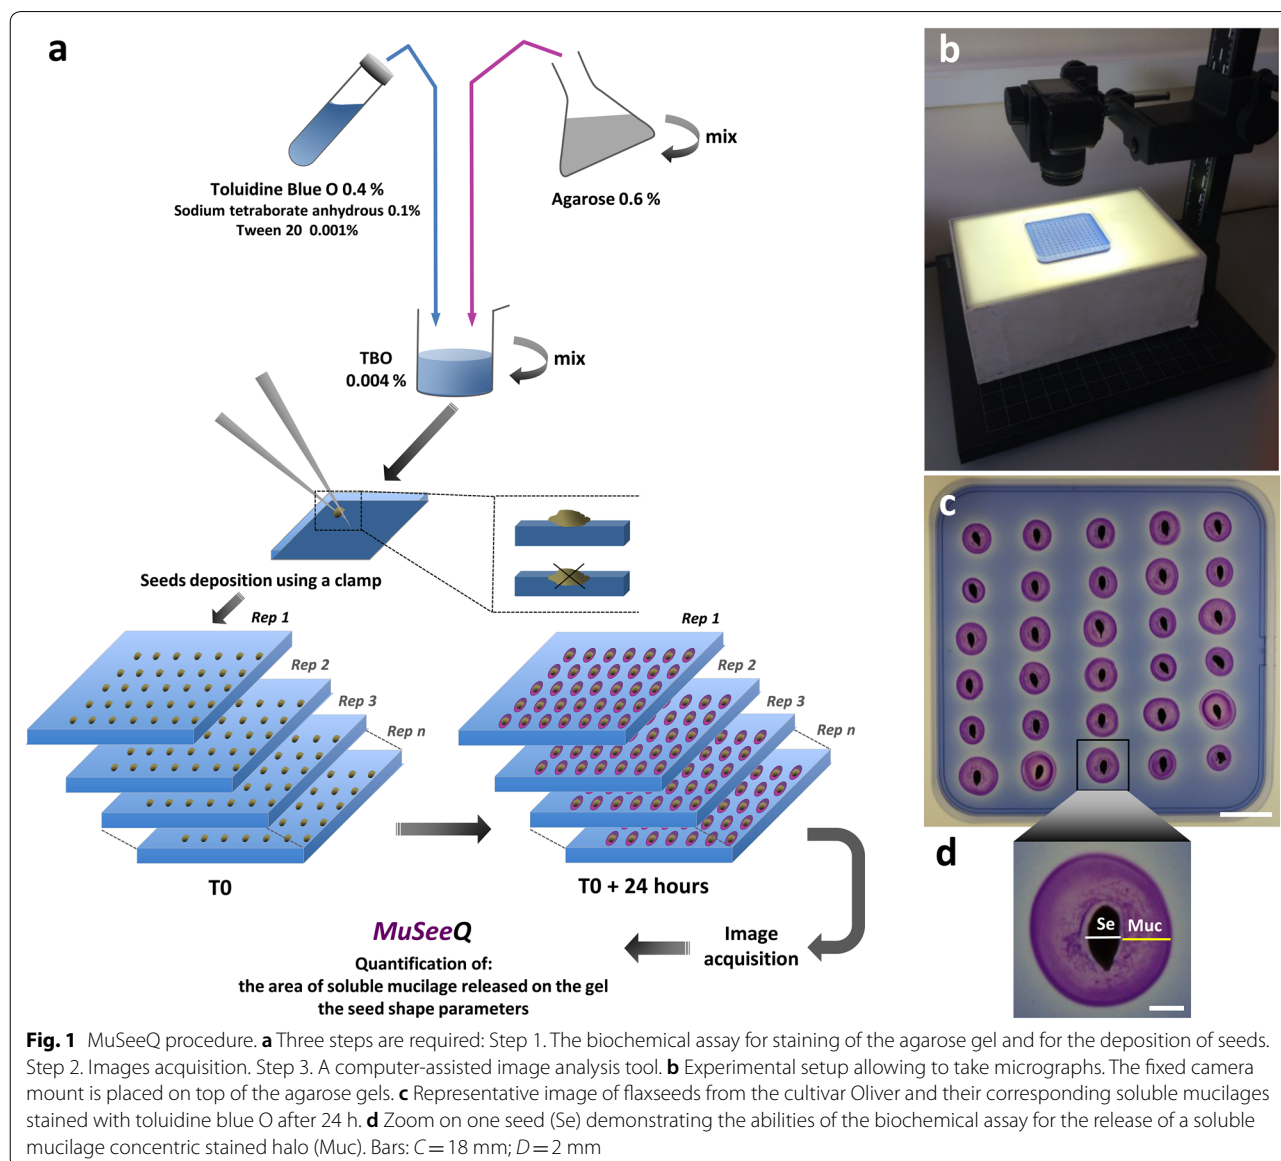 a
Toluidine Blue O 0.4 %
Sodium tetraborate anhydrous 0.1%
Tween 20 0.001%
mix
Agarose 0.6 %
TBO
0.004 %
mix
Seeds deposition using a clamp
Rep 1
Rep 2
Rep 3
Rep n
T0
Rep 1
Rep 2
Rep 3
Rep n
T0 + 24 hours
Image
acquisition
MuSeeQ
Quantification of:
the area of soluble mucilage released on the gel
the seed shape parameters
b
c
d
Se
Muc
Fig. 1 MuSeeQ procedure. a Three steps are required: Step 1. The biochemical assay for staining of the agarose gel and for the deposition of seeds.
Step 2. Images acquisition. Step 3. A computer-assisted image analysis tool. b Experimental setup allowing to take micrographs. The fixed camera
mount is placed on top of the agarose gels. c Representative image of flaxseeds from the cultivar Oliver and their corresponding soluble mucilages
stained with toluidine blue O after 24 h. d Zoom on one seed (Se) demonstrating the abilities of the biochemical assay for the release of a soluble
mucilage concentric stained halo (Muc). Bars: C = 18 mm; D = 2 mm